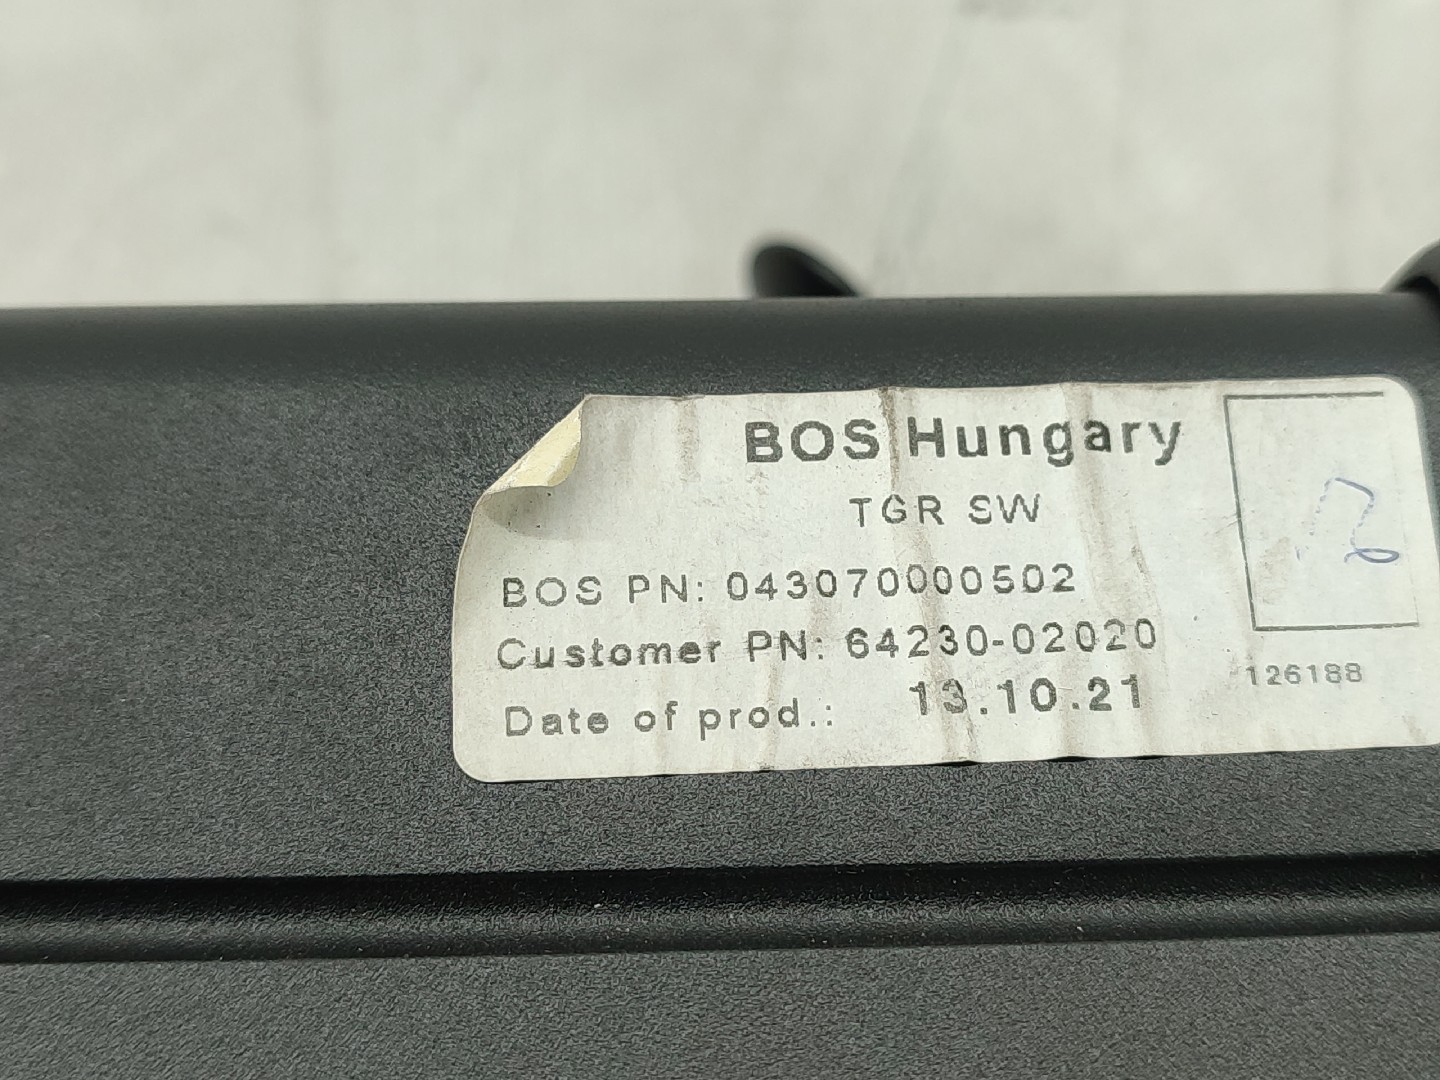 BOS Hungary
TGR SW
BOS PN: 043070000502
Customer PN: 64230-02020
Date of prod.: 13.10.21
126188